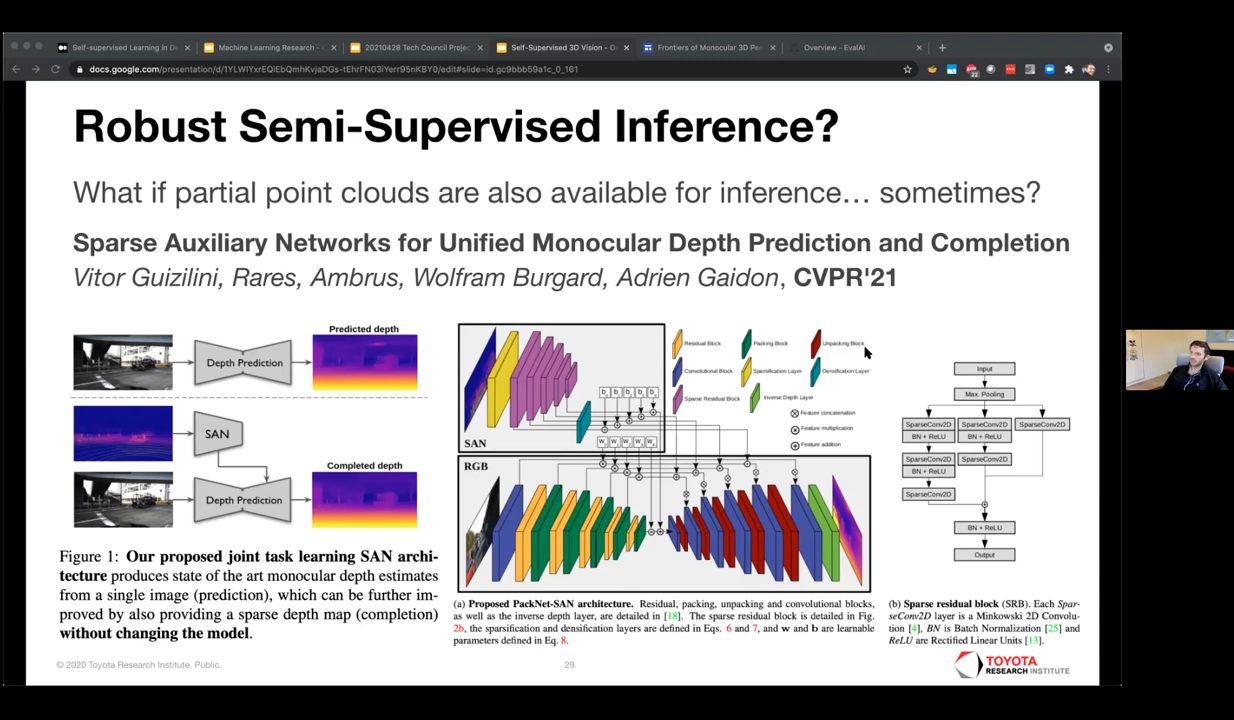 Self-supervised Learning in De
Machine Learning Research -
20210428 Tech Council Proje
Self-Supervised 3D Vision - O
Frontiers of Monocular 3D Per
Overview - EvalAI
docs.google.com/presentation/d/1YLWIYxrEQiEbQmhKvjaDGs-tEhrFN03iYerr95nKBY0/edit#slide=id.gc9bbb59a1c_0_161
22
Robust Semi-Supervised Inference?
What if partial point clouds are also available for inference… sometimes?
Sparse Auxiliary Networks for Unified Monocular Depth Prediction and Completion
Vitor Guizilini, Rares, Ambrus, Wolfram Burgard, Adrien Gaidon, CVPR'21
Predicted depth
Depth Prediction
SAN
Completed depth
Depth Prediction
Figure 1: Our proposed joint task learning SAN archi-
tecture produces state of the art monocular depth estimates
from a single image (prediction), which can be further im-
proved by also providing a sparse depth map (completion)
without changing the model.
Residual Block
Packing Block
Unpacking Block
Convolutional Block
Sparsification Layer
Densification Layer
Sparse Residual Block
Inverse Depth Layer
Feature concatenation
Feature multiplication
Feature addition
SAN
RGB
(a) Proposed PackNet-SAN architecture. Residual, packing, unpacking and convolutional blocks,
as well as the inverse depth layer, are detailed in [18]. The sparse residual block is detailed in Fig.
2b, the sparsification and densification layers are defined in Eqs. 6 and 7, and w and b are learnable
parameters defined in Eq. 8.
Input
Max. Pooling
SparseConv2D SparseConv2D SparseConv2D
BN + ReLU BN + ReLU
SparseConv2D SparseConv2D
BN + ReLU
SparseConv2D
BN + ReLU
Output
(b) Sparse residual block (SRB). Each Spar-
seConv2D layer is a Minkowski 2D Convolu-
tion [4], BN is Batch Normalization [25] and
ReLU are Rectified Linear Units [13].
© 2020 Toyota Research Institute. Public.
29
TOYOTA
RESEARCH INSTITUTE